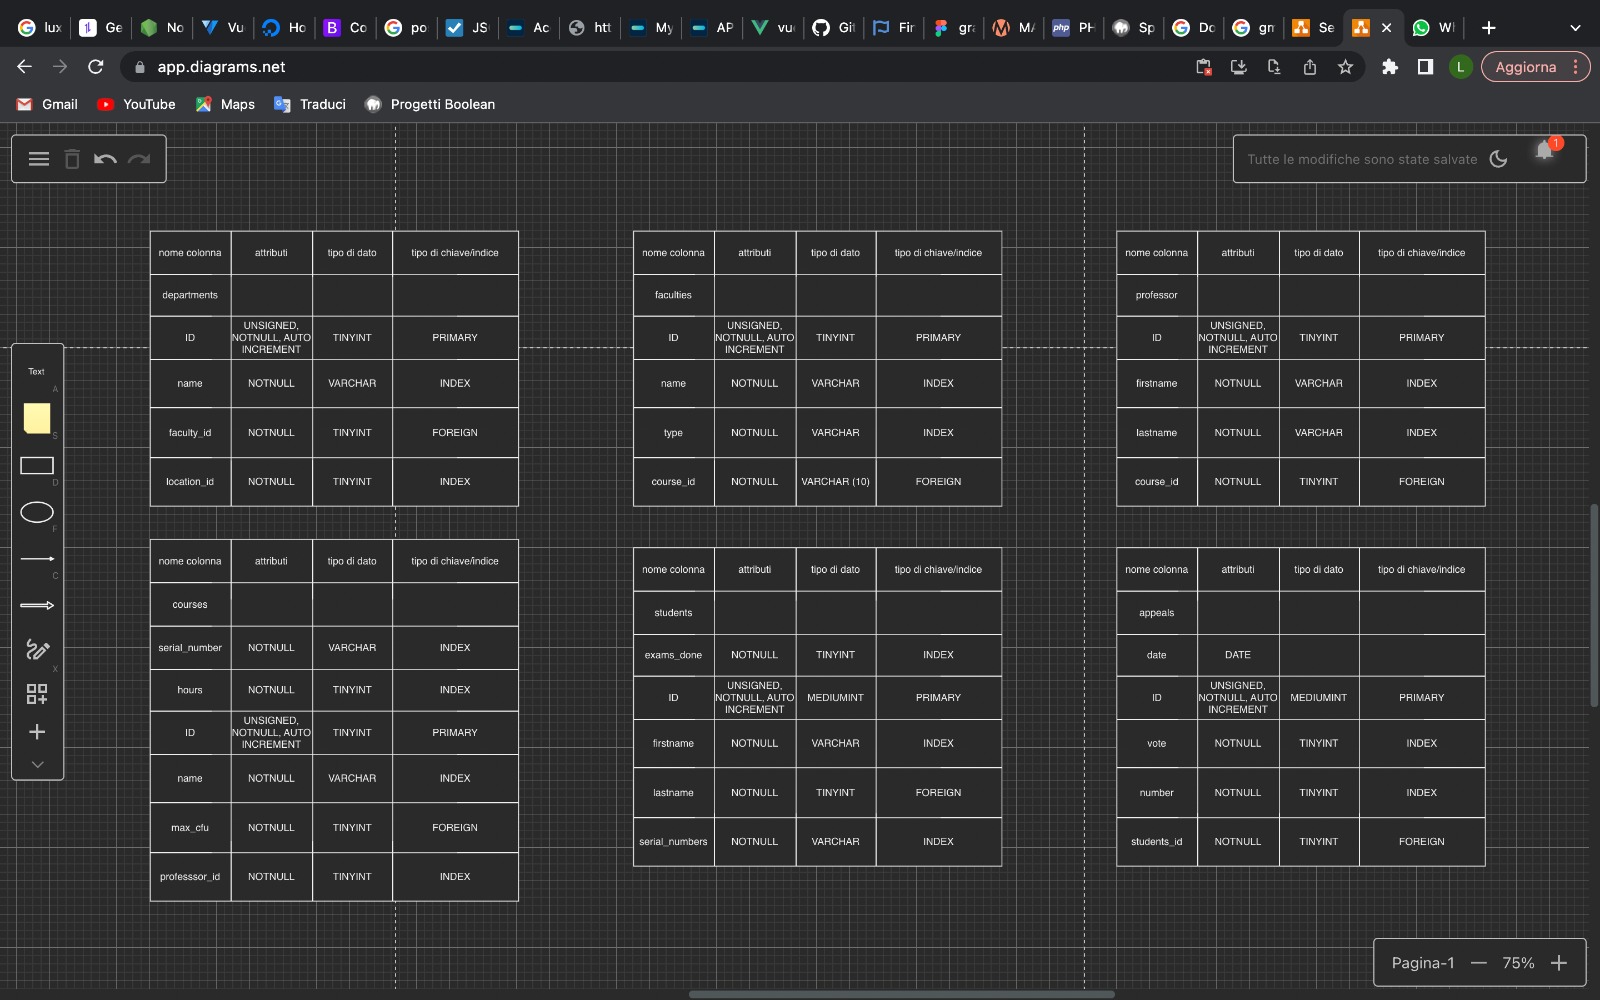 lux
Ge
No
Vu
Ho
Co
po
JS
Ac
htt
My
AP
vue
Git
Fir
gra
MA
php PH
Sp
Do
gm
Se
W
app.diagrams.net
L
Aggiorna
Gmail
YouTube
Maps
Traduci
Progetti Boolean
Tutte le modifiche sono state salvate
1
Text
A
S
D
F
C
X
nome colonna attributi tipo di dato tipo di chiave/indice
departments
ID UNSIGNED, NOTNULL, AUTO INCREMENT TINYINT PRIMARY
name NOTNULL VARCHAR INDEX
faculty_id NOTNULL TINYINT FOREIGN
location_id NOTNULL TINYINT INDEX
nome colonna attributi tipo di dato tipo di chiave/indice
faculties
ID UNSIGNED, NOTNULL, AUTO INCREMENT TINYINT PRIMARY
name NOTNULL VARCHAR INDEX
type NOTNULL VARCHAR INDEX
course_id NOTNULL VARCHAR (10) FOREIGN
nome colonna attributi tipo di dato tipo di chiave/indice
professor
ID UNSIGNED, NOTNULL, AUTO INCREMENT TINYINT PRIMARY
firstname NOTNULL VARCHAR INDEX
lastname NOTNULL VARCHAR INDEX
course_id NOTNULL TINYINT FOREIGN
nome colonna attributi tipo di dato tipo di chiave/indice
courses
serial_number NOTNULL VARCHAR INDEX
hours NOTNULL TINYINT INDEX
ID UNSIGNED, NOTNULL, AUTO INCREMENT TINYINT PRIMARY
name NOTNULL VARCHAR INDEX
max_cfu NOTNULL TINYINT FOREIGN
professsor_id NOTNULL TINYINT INDEX
nome colonna attributi tipo di dato tipo di chiave/indice
students
exams_done NOTNULL TINYINT INDEX
ID UNSIGNED, NOTNULL, AUTO INCREMENT MEDIUMINT PRIMARY
firstname NOTNULL VARCHAR INDEX
lastname NOTNULL TINYINT FOREIGN
serial_numbers NOTNULL VARCHAR INDEX
nome colonna attributi tipo di dato tipo di chiave/indice
appeals
date DATE
ID UNSIGNED, NOTNULL, AUTO INCREMENT MEDIUMINT PRIMARY
vote NOTNULL TINYINT INDEX
number NOTNULL TINYINT INDEX
students_id NOTNULL TINYINT FOREIGN
Pagina-1
75%